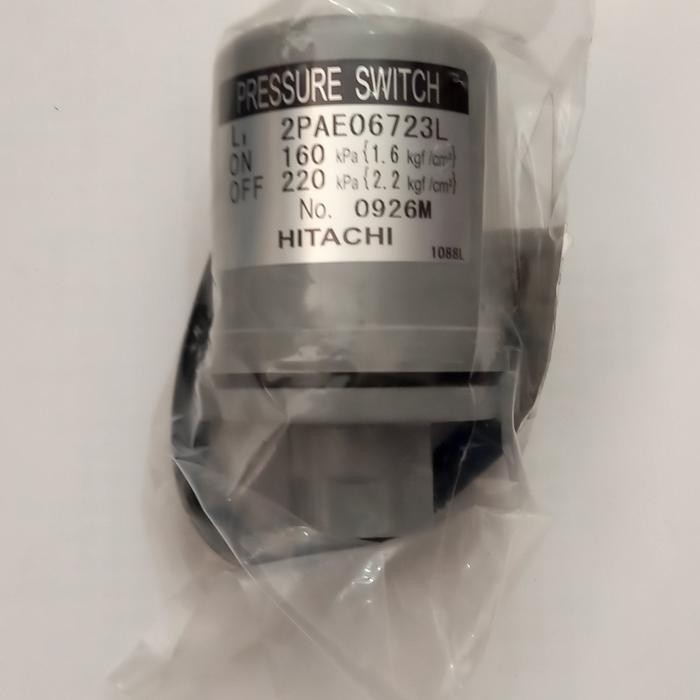 PRESSURE SWITCH
L1 2PAE06723L
ON 160 kPa{1.6 kgf/cm²}
OFF 220 kPa{2.2 kgf/cm²}
No. 0926M
HITACHI
1088L